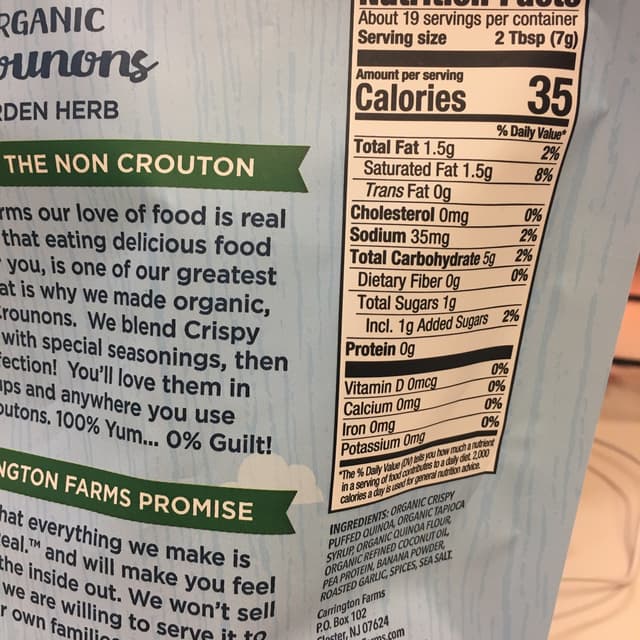 RGANIC
ounons
RDEN HERB
THE NON CROUTON
rms our love of food is real
that eating delicious food
you, is one of our greatest
at is why we made organic,
rounons. We blend Crispy
with special seasonings, then
fection! You'll love them in
ups and anywhere you use
outons. 100% Yum... 0% Guilt!
NGTON FARMS PROMISE
hat everything we make is
eal.™ and will make you feel
the inside out. We won't sell
we are willing to serve it to
r own families
Nutrition Facts
About 19 servings per container
Serving size 2 Tbsp (7g)
Amount per serving
Calories 35
% Daily Value*
Total Fat 1.5g 2%
Saturated Fat 1.5g 8%
Trans Fat 0g
Cholesterol 0mg 0%
Sodium 35mg 2%
Total Carbohydrate 5g 2%
Dietary Fiber 0g 0%
Total Sugars 1g
Incl. 1g Added Sugars 2%
Protein 0g
Vitamin D 0mcg 0%
Calcium 0mg 0%
Iron 0mg 0%
Potassium 0mg 0%
*The % Daily Value (DV) tells you how much a nutrient
in a serving of food contributes to a daily diet. 2,000
calories a day is used for general nutrition advice.
INGREDIENTS: ORGANIC CRISPY
PUFFED QUINOA, ORGANIC TAPIOCA
SYRUP, ORGANIC QUINOA FLOUR,
ORGANIC REFINED COCONUT OIL,
PEA PROTEIN, BANANA POWDER,
ROASTED GARLIC, SPICES, SEA SALT.
Carrington Farms
P.O. Box 102
Closter, NJ 07624
ms.com